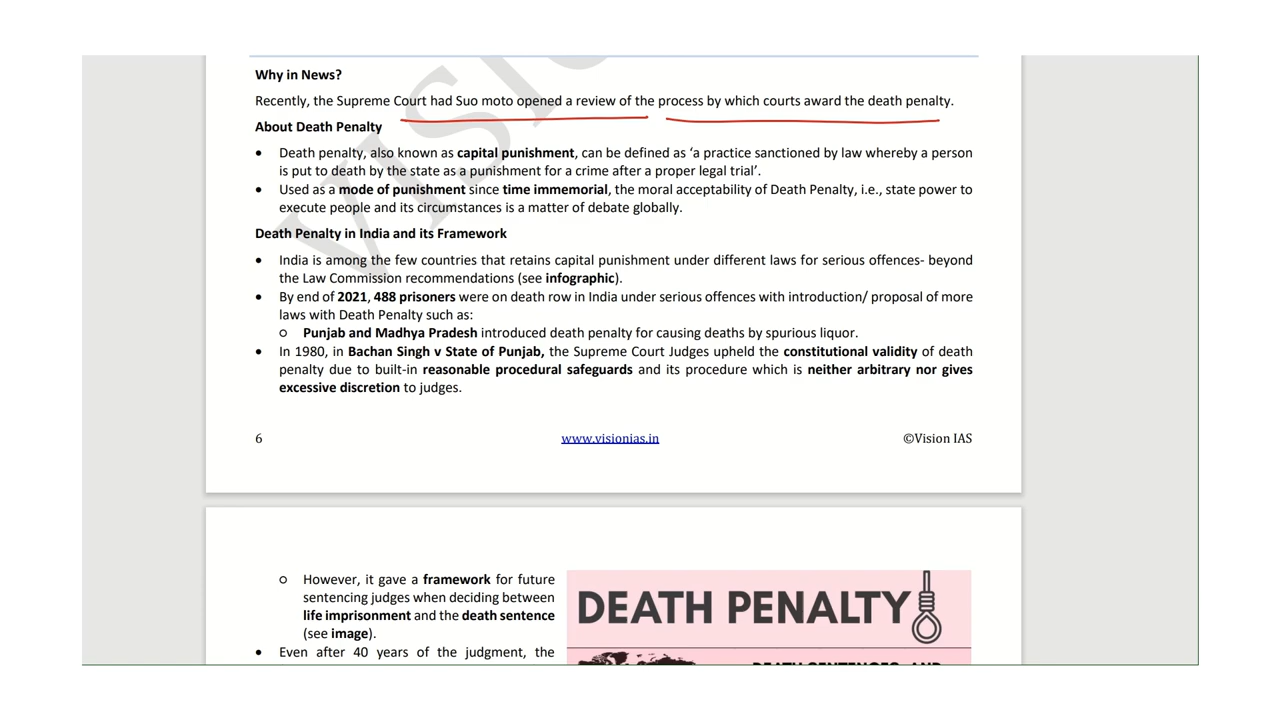 Why in News?
Recently, the Supreme Court had Suo moto opened a review of the process by which courts award the death penalty.
About Death Penalty
• Death penalty, also known as capital punishment, can be defined as ‘a practice sanctioned by law whereby a person
is put to death by the state as a punishment for a crime after a proper legal trial’.
• Used as a mode of punishment since time immemorial, the moral acceptability of Death Penalty, i.e., state power to
execute people and its circumstances is a matter of debate globally.
Death Penalty in India and its Framework
• India is among the few countries that retains capital punishment under different laws for serious offences- beyond
the Law Commission recommendations (see infographic).
• By end of 2021, 488 prisoners were on death row in India under serious offences with introduction/ proposal of more
laws with Death Penalty such as:
o Punjab and Madhya Pradesh introduced death penalty for causing deaths by spurious liquor.
• In 1980, in Bachan Singh v State of Punjab, the Supreme Court Judges upheld the constitutional validity of death
penalty due to built-in reasonable procedural safeguards and its procedure which is neither arbitrary nor gives
excessive discretion to judges.
6 www.visionias.in ©Vision IAS
o However, it gave a framework for future
sentencing judges when deciding between
life imprisonment and the death sentence
(see image).
• Even after 40 years of the judgment, the
DEATH PENALTY
DEATH SENTENCES AND